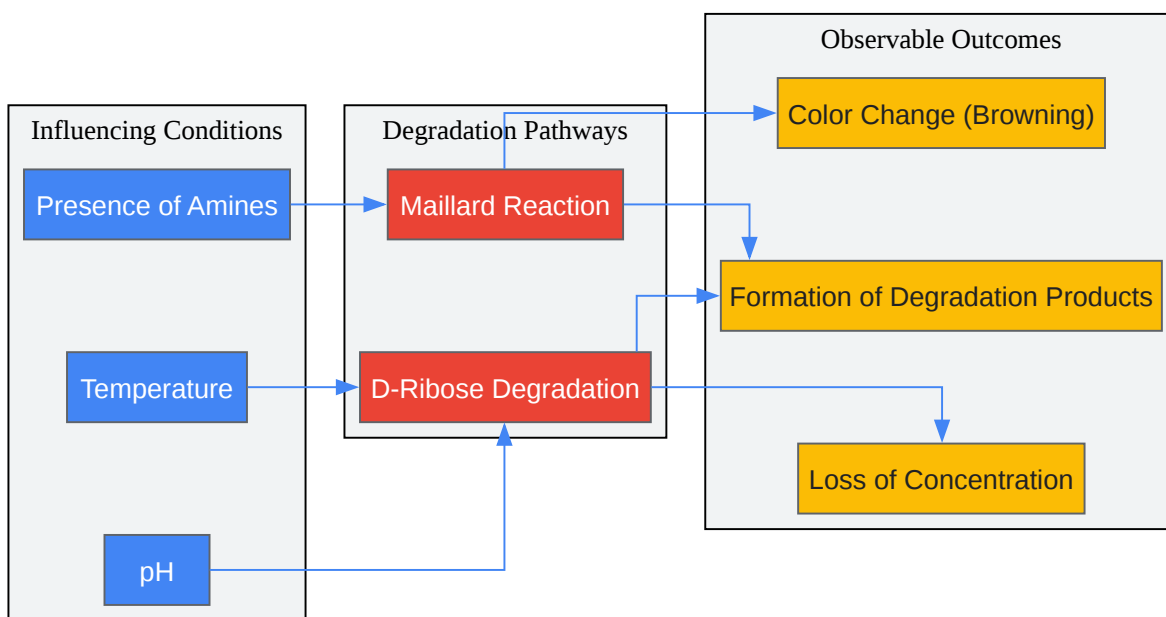 Influencing Conditions
Presence of Amines
Temperature
pH
Degradation Pathways
Maillard Reaction
D-Ribose Degradation
Observable Outcomes
Color Change (Browning)
Formation of Degradation Products
Loss of Concentration